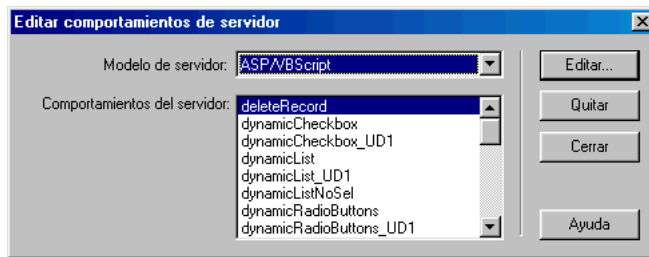 Editar comportamientos de servidor
Modelo de servidor: ASP/VBScript
Editar...
Comportamientos del servidor:
deleteRecord
dynamicCheckbox
dynamicCheckbox_UD1
dynamicList
dynamicList_UD1
dynamicListNoSel
dynamicRadioButtons
dynamicRadioButtons_UD1
Quitar
Cerrar
Ayuda